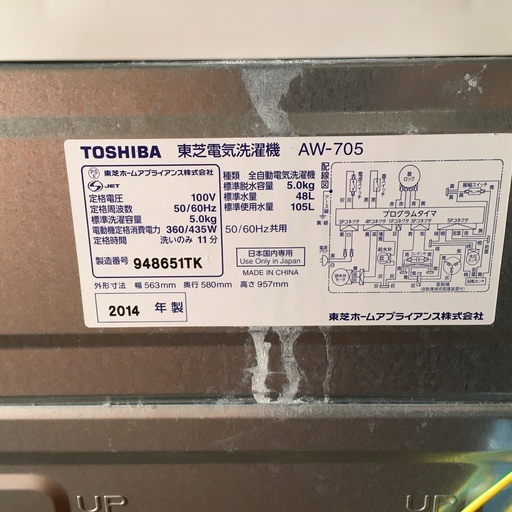 TOSHIBA 東芝電気洗濯機 AW-705
東芝ホームアプライアンス株式会社
JET
定格電圧 100V
定格周波数 50/60Hz
標準洗濯容量 5.0kg
電動機定格消費電力 360/435W
定格時間 洗いのみ 11分
製造番号 948651TK
外形寸法 幅 563mm 奥行 580mm 高さ 957mm
2014 年製
種類 全自動電気洗濯機
標準脱水容量 5.0kg
標準水量 48L
標準使用水量 105L
50/60Hz共用
日本国内専用
Use Only in Japan
MADE IN CHINA
配線図
プログラムタイマ
東芝ホームアプライアンス株式会社
UP
UP